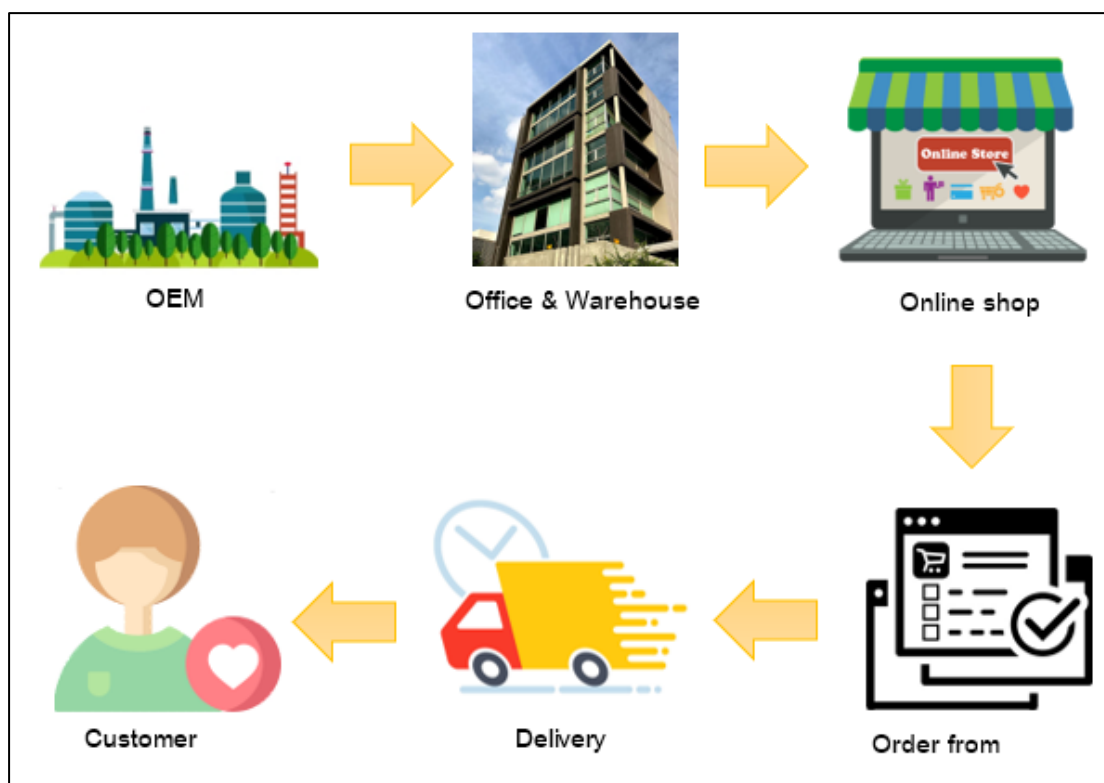 OEM
Office & Warehouse
Online Store
Online shop
Customer
Delivery
Order from